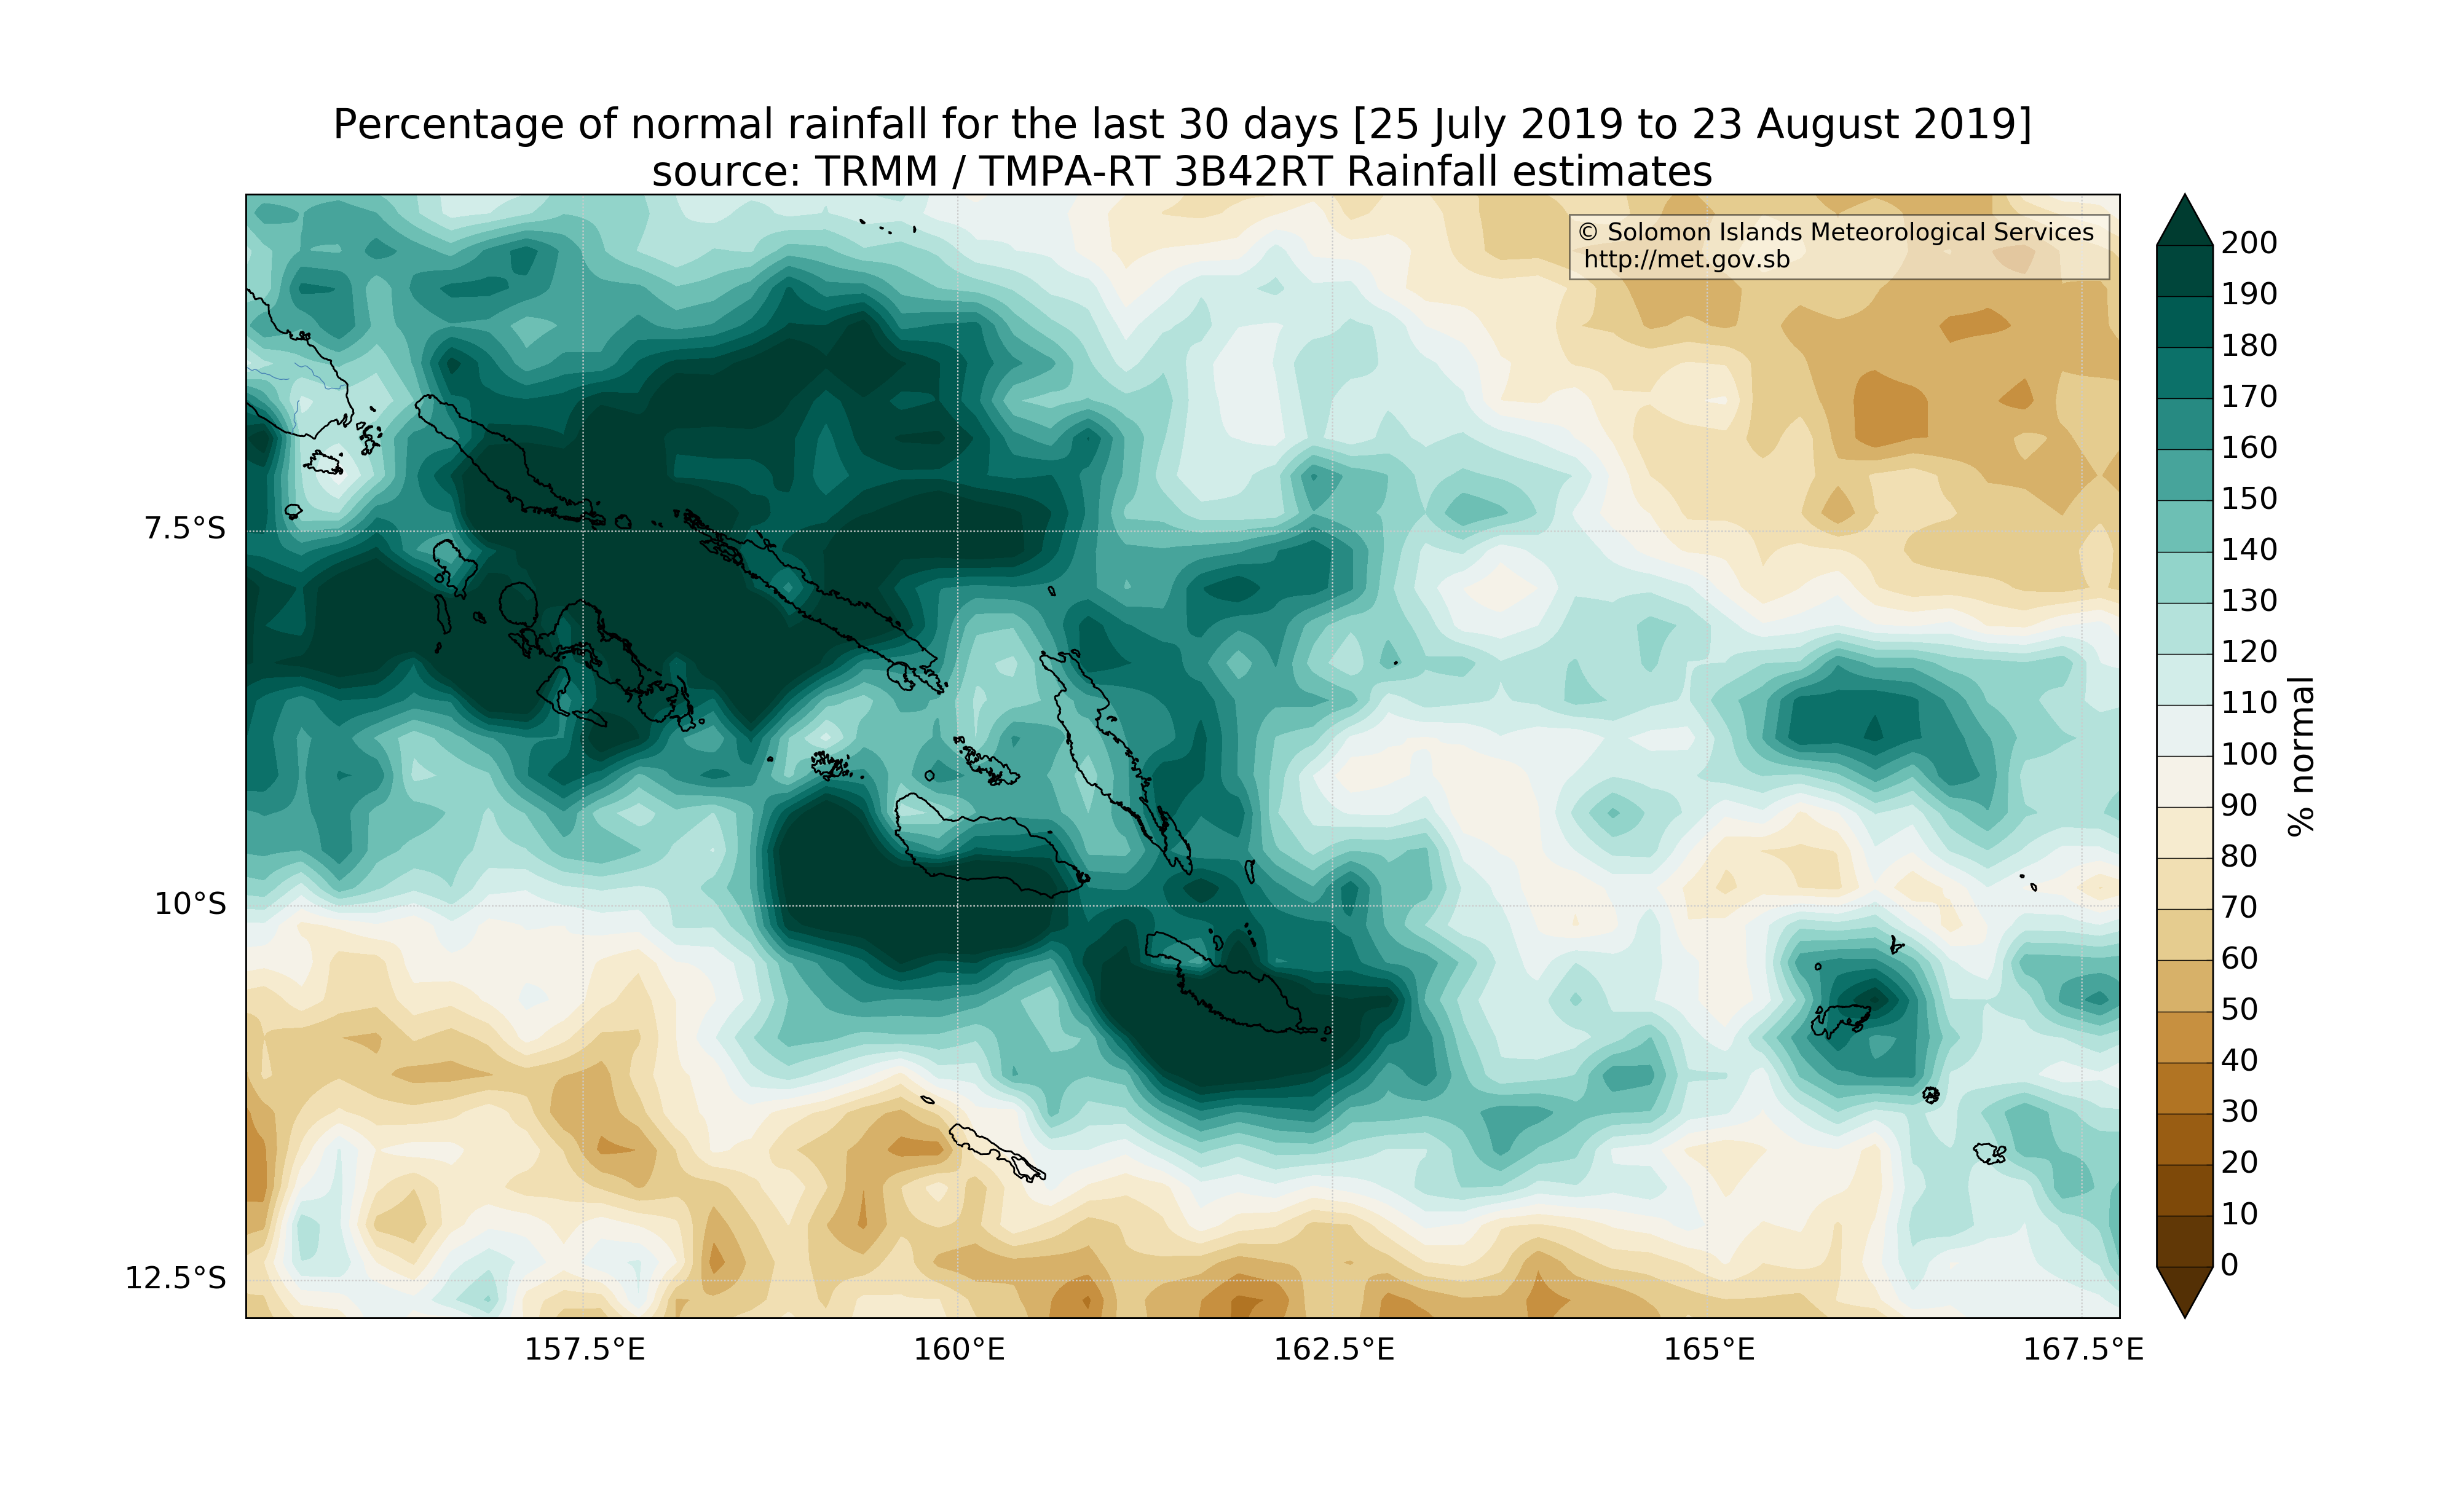 Percentage of normal rainfall for the last 30 days [25 July 2019 to 23 August 2019]
source: TRMM / TMPA-RT 3B42RT Rainfall estimates
© Solomon Islands Meteorological Services
http://met.gov.sb
7.5°S
10°S
12.5°S
157.5°E
160°E
162.5°E
165°E
167.5°E
200
190
180
170
160
150
140
130
120
110
100
90
80
70
60
50
40
30
20
10
0
% normal